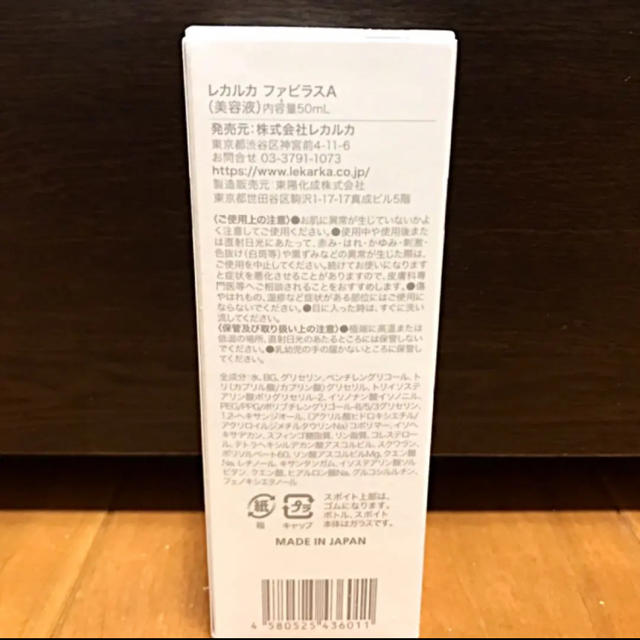 レカルカ ファビラスA
（美容液）内容量50mL
発売元：株式会社レカルカ
東京都渋谷区神宮前4-11-6
お問合せ 03-3791-1073
https://www.lekarka.co.jp/
製造販売元：東陽化成株式会社
東京都世田谷区駒沢1-17-17真成ビル5階
〈ご使用上の注意〉●お肌に異常が生じていないかよ
く注意してご使用ください。●使用中や使用後また
は直射日光にあたって、赤み・はれ・かゆみ・刺激・
色抜け（白斑等）や黒ずみなどの異常が生じた際は、
ご使用を中止してください。続けてお使いになります
と症状を悪化させることがありますので、皮膚科専
門医等へご相談されることをおすすめします。●傷
やはれもの、湿疹など症状がある部位にはご使用に
ならないでください。●目に入った時は、すぐに洗い
流してください。
〈保管及び取り扱い上の注意〉●極端に高温または
低温の場所、直射日光のあたるところには保管しない
でください。●乳幼児の手の届かないところに保管し
てください。
全成分：水、BG、グリセリン、ペンチレングリコール、ト
リ（カプリル酸/カプリン酸）グリセリル、トリイソステ
アリン酸ポリグリセリル-2、イソノナン酸イソノニル、
PEG/PPG/ポリブチレングリコール-8/5/3グリセリン、
1,2-ヘキサンジオール、（アクリル酸ヒドロキシエチル/
アクリロイルジメチルタウリンNa）コポリマー、イソヘ
キサデカン、スフィンゴ糖脂質、リン脂質、コレステロー
ル、テトラヘキシルデカン酸アスコルビル、スクワラン、
ポリソルベート60、リン酸アスコルビルMg、クエン酸
Na、レチノール、キサンタンガム、イソステアリン酸ソル
ビタン、クエン酸、ヒアルロン酸Na、グルコシルルチン、
フェノキシエタノール
紙
箱
プラ
キャップ
スポイト上部は、
ゴムになります。
ボトル、スポイト
本体はガラスです。
MADE IN JAPAN
4 580525 436011